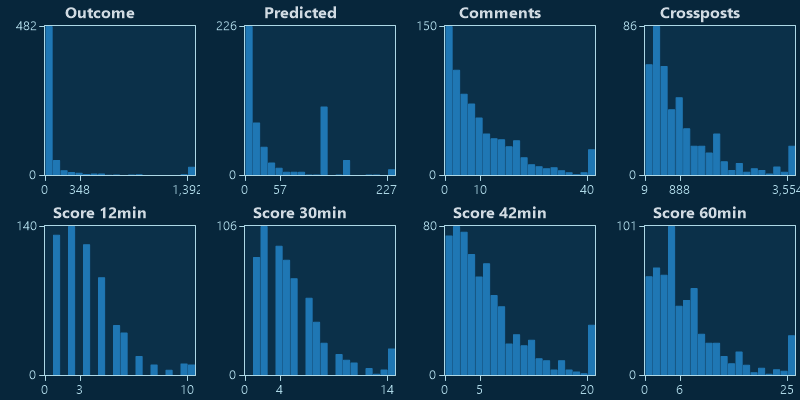 Outcome Predicted Comments Crossposts
482 226 150 86
0 0 0 0
0 348 1,392 0 57 227 0 10 40 9 888 3,554
Score 12min Score 30min Score 42min Score 60min
140 106 80 101
0 0 0 0
0 3 10 0 4 14 0 5 20 0 6 25